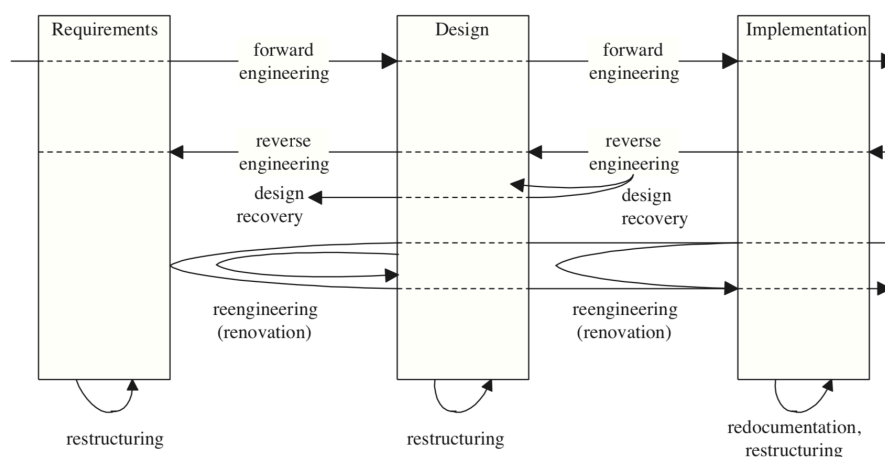 Requirements
Design
Implementation
forward
engineering
forward
engineering
reverse
engineering
reverse
engineering
design
recovery
design
recovery
reengineering
(renovation)
reengineering
(renovation)
restructuring
restructuring
redocumentation,
restructuring